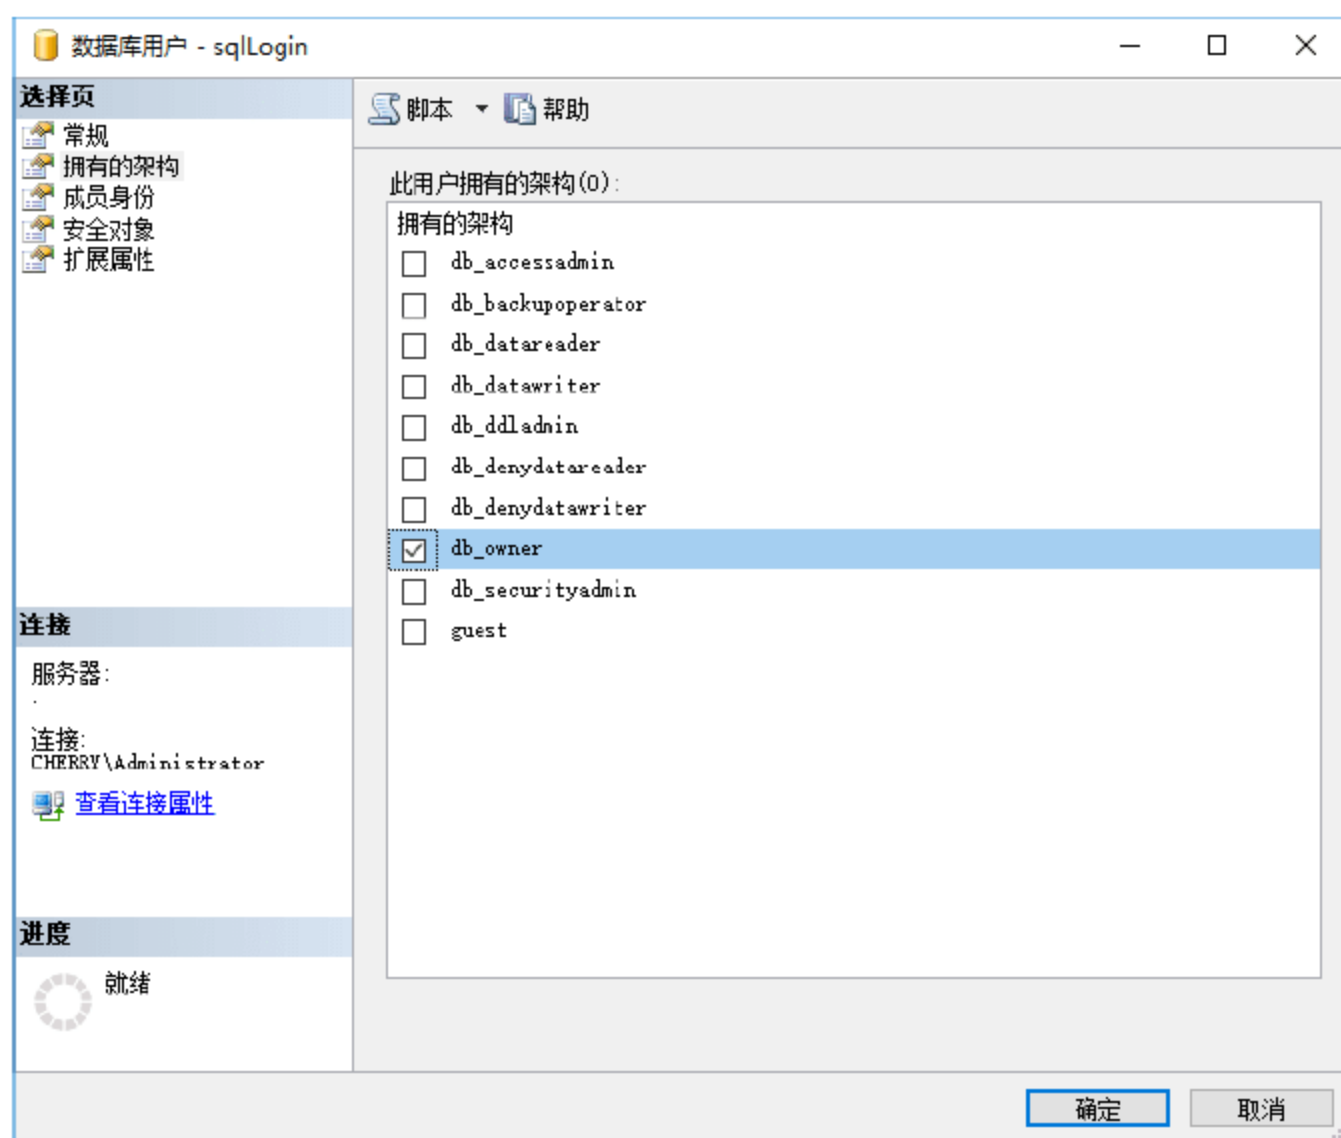 数据库用户 - sqlLogin
选择页
常规
拥有的架构
成员身份
安全对象
扩展属性
脚本 帮助
此用户拥有的架构(O):
拥有的架构
db_accessadmin
db_backupoperator
db_datareader
db_datawriter
db_ddladmin
db_denydatareader
db_denydatawriter
db_owner
db_securityadmin
guest
连接
服务器:
.
连接:
CHERRY\Administrator
查看连接属性
进度
就绪
确定 取消